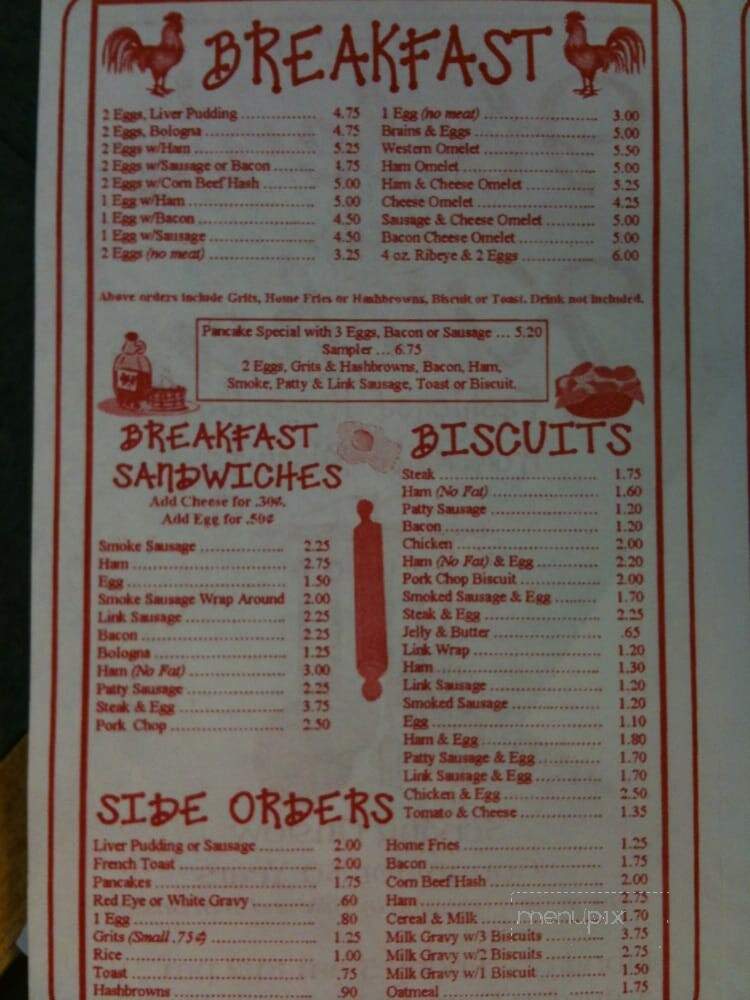 BREAKFAST
2 Eggs, Liver Pudding ................ 4.75
2 Eggs, Bologna ................ 4.75
2 Eggs w/Ham ................ 5.25
2 Eggs w/Sausage or Bacon ......... 4.75
2 Eggs w/Corn Beef Hash ........... 5.00
1 Egg w/Ham ................ 5.00
1 Egg w/Bacon ................ 4.50
1 Egg w/Sausage ................ 4.50
2 Eggs (no meat) ................ 3.25
1 Egg (no meat) ................ 3.00
Brains & Eggs ................ 5.00
Western Omelet ................ 5.50
Ham Omelet ................ 5.00
Ham & Cheese Omelet ................ 5.25
Cheese Omelet ................ 4.25
Sausage & Cheese Omelet ........... 5.00
Bacon Cheese Omelet ................ 5.00
4 oz. Ribeye & 2 Eggs ................ 6.00
Above orders include Grits, Home Fries or Hashbrowns, Biscuit or Toast. Drink not included.
Pancake Special with 3 Eggs, Bacon or Sausage ... 5.20
Sampler ... 6.75
2 Eggs, Grits & Hashbrowns, Bacon, Ham,
Smoke, Patty & Link Sausage, Toast or Biscuit.
BREAKFAST
SANDWICHES
Add Cheese for .30¢.
Add Egg for .50¢
Smoke Sausage ................ 2.25
Ham ................ 2.75
Egg ................ 1.50
Smoke Sausage Wrap Around 2.00
Link Sausage ................ 2.25
Bacon ................ 2.25
Bologna ................ 1.25
Ham (No Fat) ................ 3.00
Patty Sausage ................ 2.25
Steak & Egg ................ 3.75
Pork Chop ................ 2.50
BISCUITS
Steak ................ 1.75
Ham (No Fat) ................ 1.60
Patty Sausage ................ 1.20
Bacon ................ 1.20
Chicken ................ 2.00
Ham (No Fat) & Egg ............ 2.20
Pork Chop Biscuit ................ 2.00
Smoked Sausage & Egg ......... 1.70
Steak & Egg ................ 2.25
Jelly & Butter ................ .65
Link Wrap ................ 1.20
Ham ................ 1.30
Link Sausage ................ 1.20
Smoked Sausage ................ 1.20
Egg ................ 1.10
Ham & Egg ................ 1.80
Patty Sausage & Egg ............ 1.70
Link Sausage & Egg ............ 1.70
Chicken & Egg ................ 2.50
Tomato & Cheese ................ 1.35
SIDE ORDERS
Liver Pudding or Sausage ........... 2.00
French Toast ................ 2.00
Pancakes ................ 1.75
Red Eye or White Gravy ............ .60
1 Egg ................ .80
Grits (Small .75¢) ................ 1.25
Rice ................ 1.00
Toast ................ .75
Hashbrowns ................ .90
Home Fries ................ 1.25
Bacon ................ 1.75
Corn Beef Hash ................ 2.00
Ham ................ 2.75
Cereal & Milk ................ 1.70
Milk Gravy w/3 Biscuits ............ 3.75
Milk Gravy w/2 Biscuits ............ 2.75
Milk Gravy w/1 Biscuit ............ 1.50
Oatmeal ................ 1.75
menupix